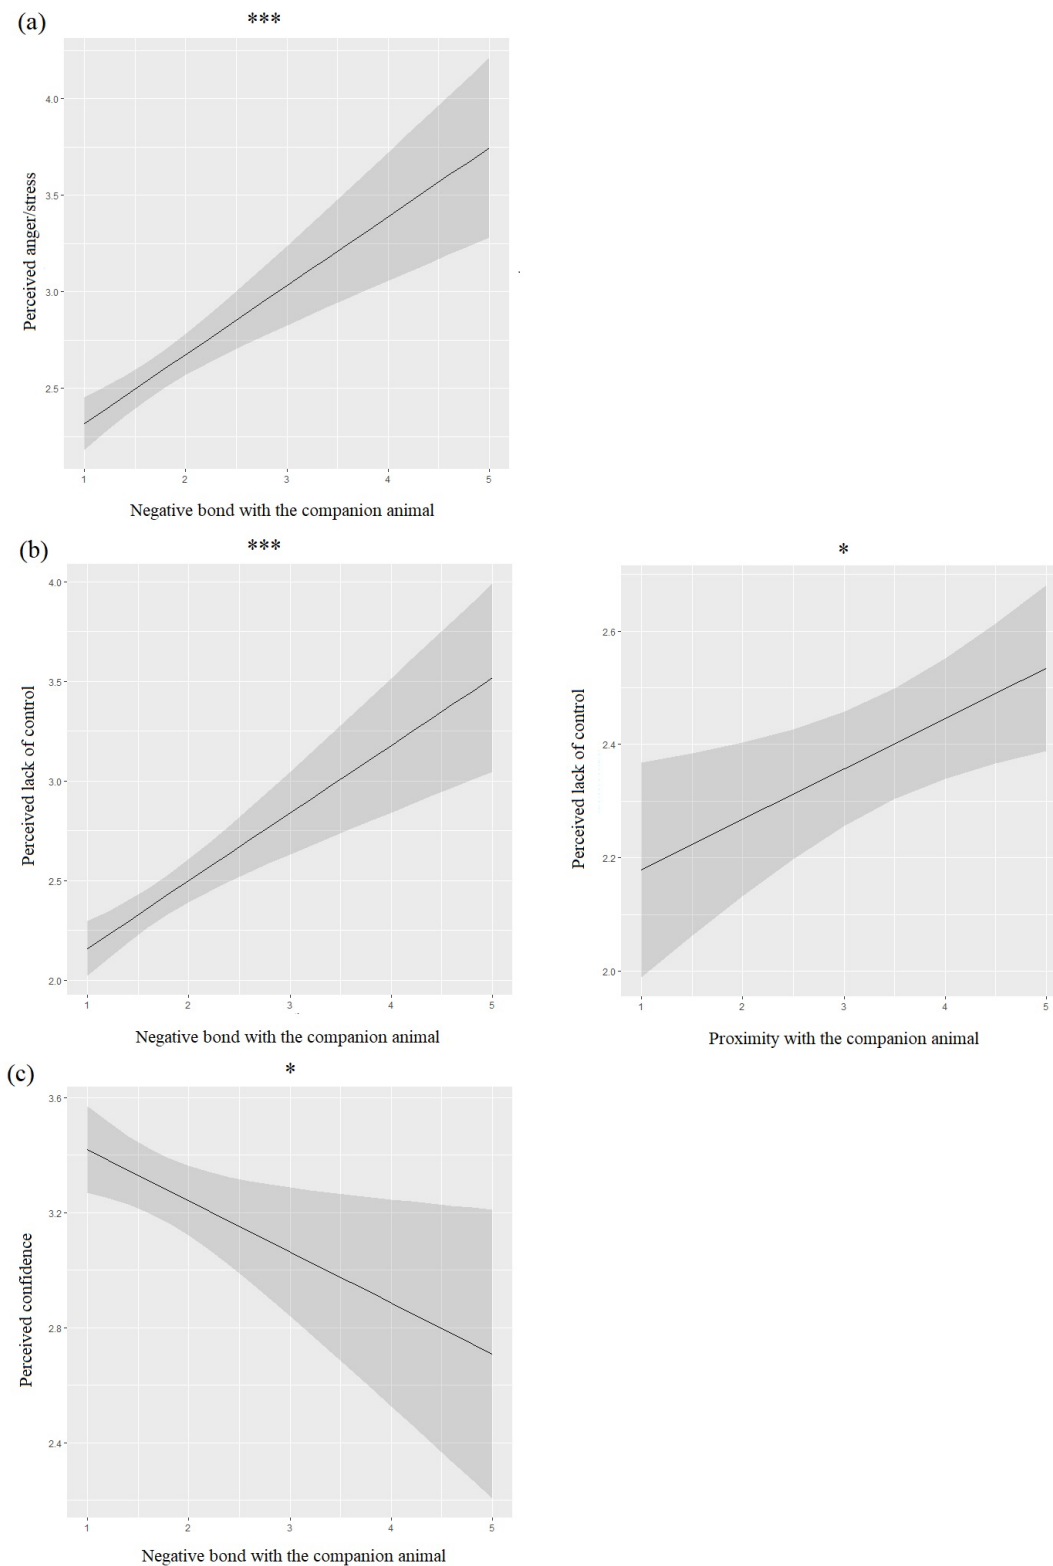 (a)
***
4.0
3.5
3.0
2.5
Perceived anger/stress
1 2 3 4 5
Negative bond with the companion animal
(b)
***
4.0
3.5
3.0
2.5
2.0
Perceived lack of control
1 2 3 4 5
Negative bond with the companion animal
*
2.6
2.4
2.2
2.0
Perceived lack of control
1 2 3 4 5
Proximity with the companion animal
(c)
*
3.6
3.2
2.8
2.4
Perceived confidence
1 2 3 4 5
Negative bond with the companion animal